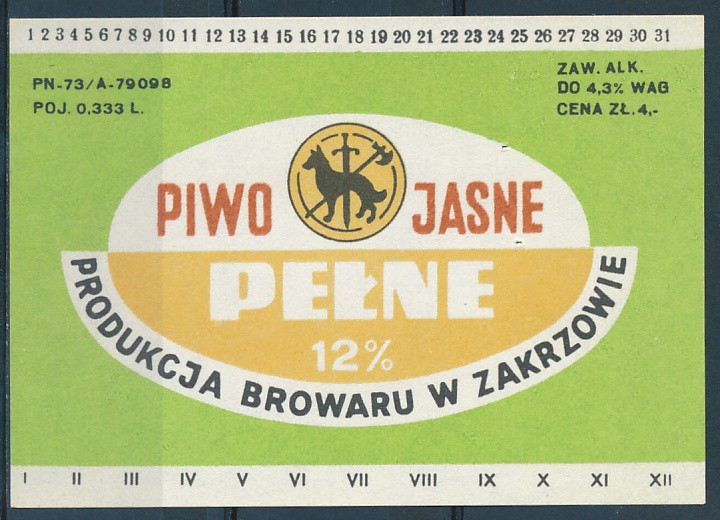 1 2 3 4 5 6 7 8 9 10 11 12 13 14 15 16 17 18 19 20 21 22 23 24 25 26 27 28 29 30 31
PN-73/A-79098
POJ. 0,333 L.
ZAW. ALK.
DO 4,3% WAG
CENA ZŁ. 4,-
PIWO JASNE
PEŁNE
12%
PRODUKCJA BROWARU W ZAKRZOWIE
I II III IV V VI VII VIII IX X XI XII